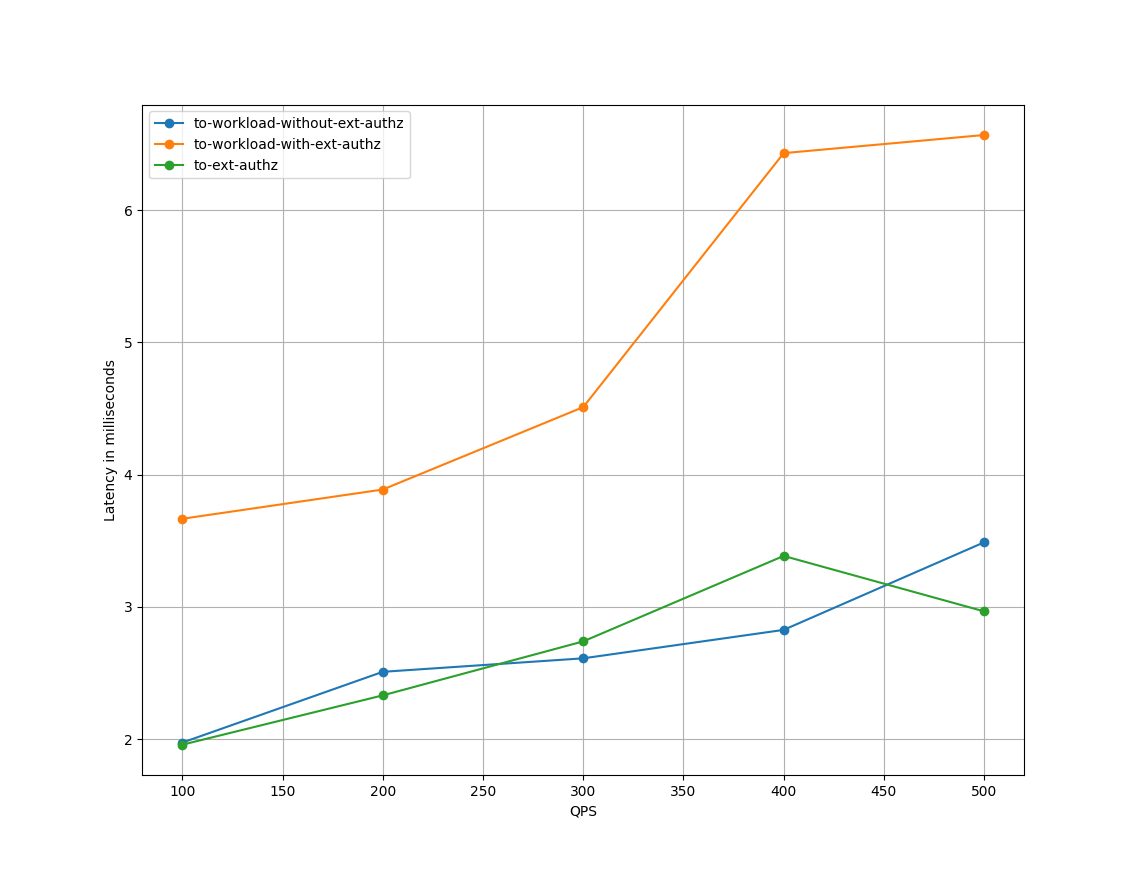 to-workload-without-ext-authz
to-workload-with-ext-authz
to-ext-authz
6
5
4
3
2
Latency in milliseconds
100 150 200 250 300 350 400 450 500
QPS